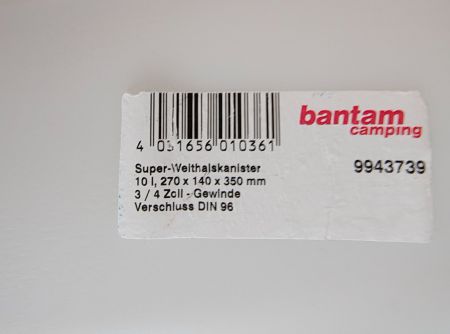 bantam
camping
4 031656 010361
9943739
Super-Weithalskanister
10 l, 270 x 140 x 350 mm
3 / 4 Zoll - Gewinde
Verschluss DIN 96